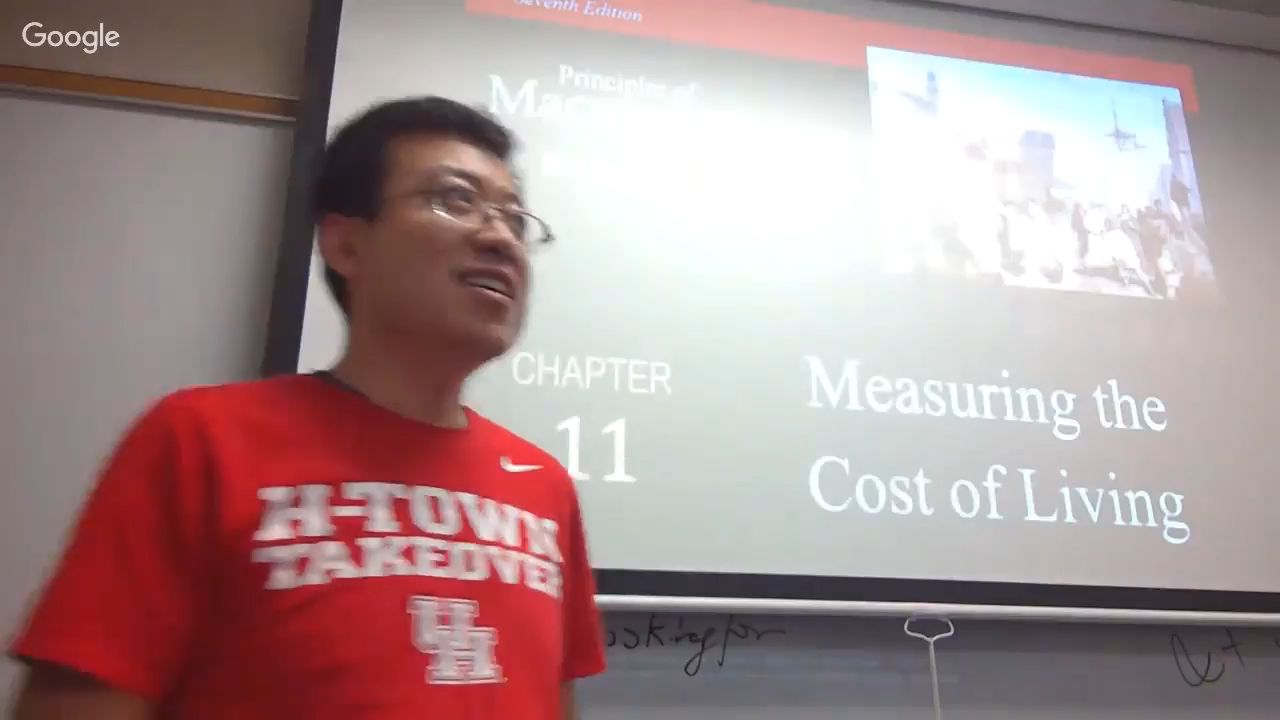 Google
Seventh Edition
Principles of
CHAPTER
11
Measuring the
Cost of Living
H-TOWN
TAKEOVER
UH